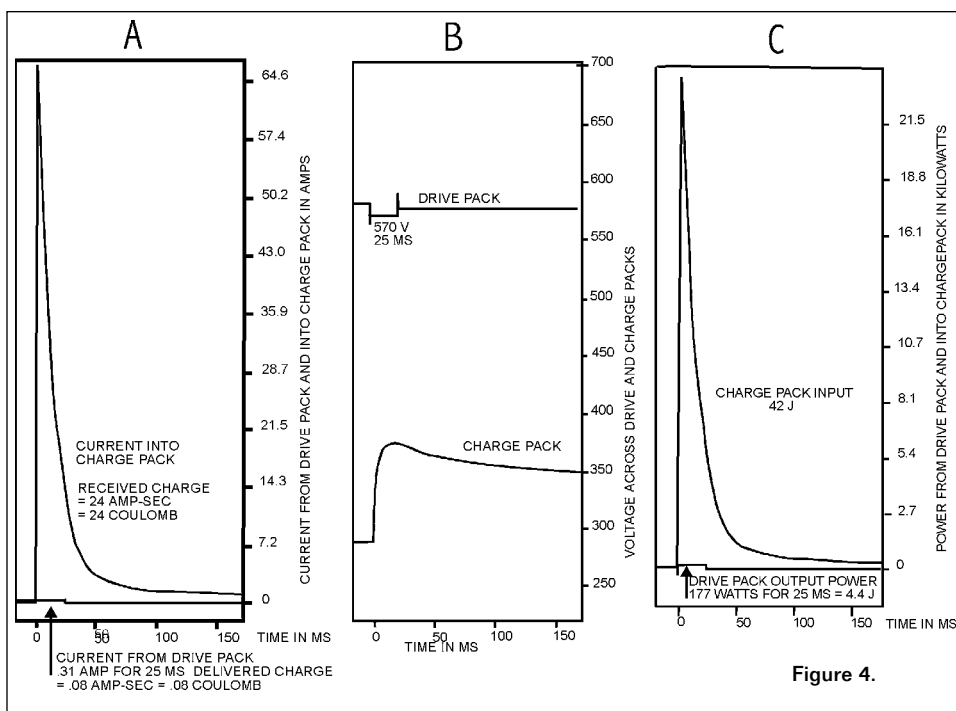 A
B
C
64.6
57.4
50.2
43.0
35.9
28.7
21.5
14.3
7.2
0
CURRENT FROM DRIVE PACK AND INTO CHARGE PACK IN AMPS
CURRENT INTO
CHARGE PACK
RECEIVED CHARGE
= 24 AMP-SEC
= 24 COULOMB
0
50
50
100
150
TIME IN MS
CURRENT FROM DRIVE PACK
.31 AMP FOR 25 MS DELIVERED CHARGE
= .08 AMP-SEC = .08 COULOMB
700
650
600
550
500
450
400
350
300
250
VOLTAGE ACROSS DRIVE AND CHARGE PACKS
DRIVE PACK
570 V
25 MS
CHARGE PACK
0
50
100
150
TIME IN MS
21.5
18.8
16.1
13.4
10.7
8.1
5.4
2.7
0
POWER FROM DRIVE PACK AND INTO CHARGEPACK IN KILOWATTS
CHARGE PACK INPUT
42 J
DRIVE PACK OUTPUT POWER
177 WATTS FOR 25 MS = 4.4 J
0
50
100
150
TIME IN MS
Figure 4.